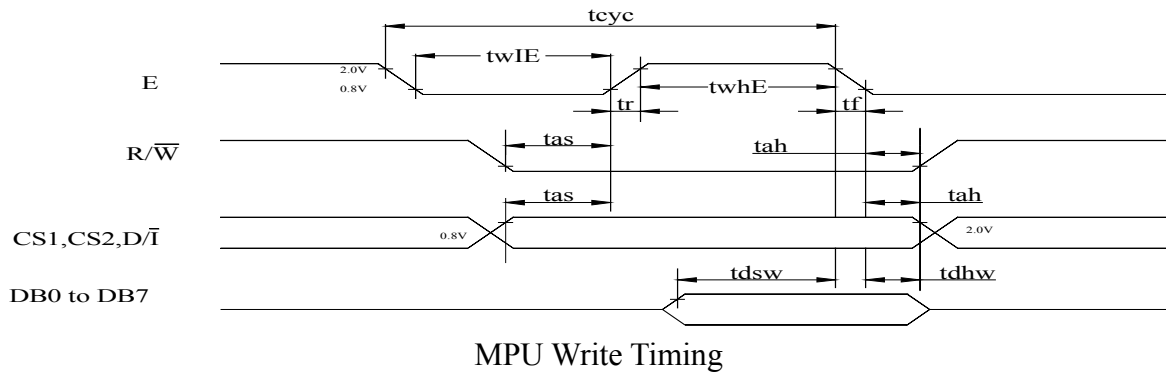 tcyc
twIE
2.0V
E
0.8V
twhE
tr
tf
tas
tah
R/W̅
tas
tah
CS1,CS2,D/I̅
0.8V
2.0V
tdsw
tdhw
DB0 to DB7
MPU Write Timing